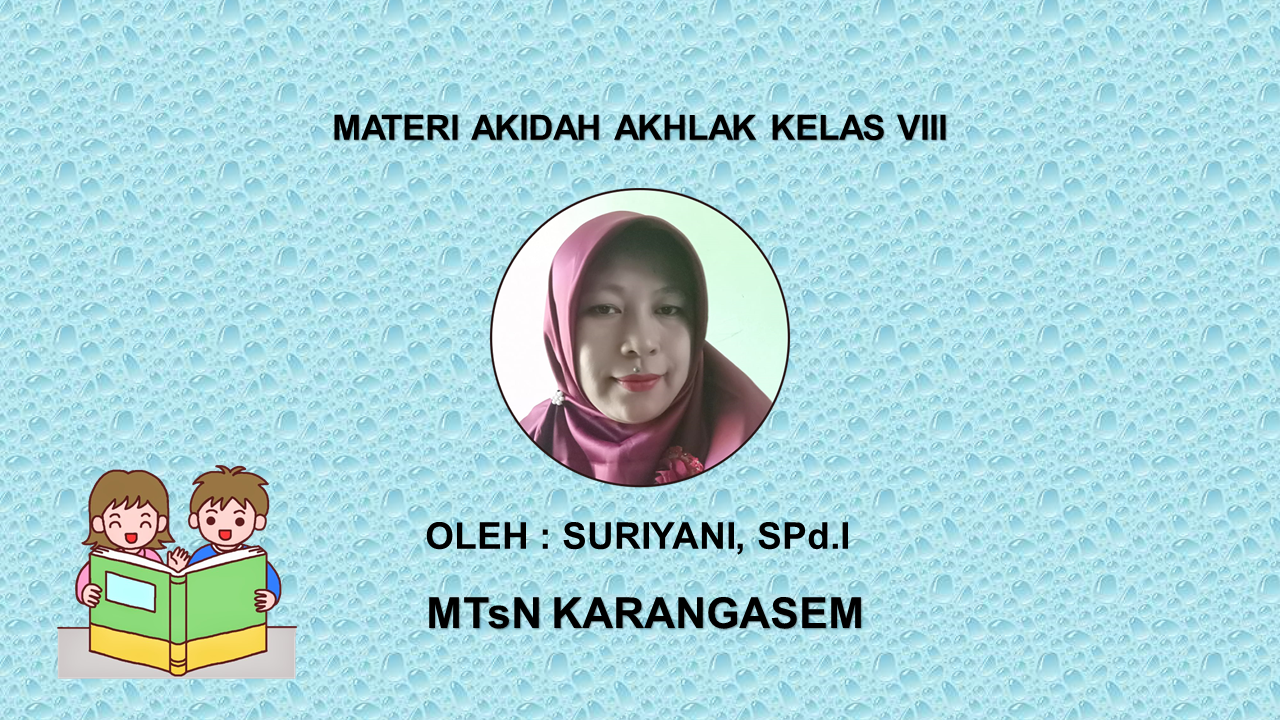 MATERI AKIDAH AKHLAK KELAS VIII
OLEH : SURIYANI, SPd.I
MTsN KARANGASEM